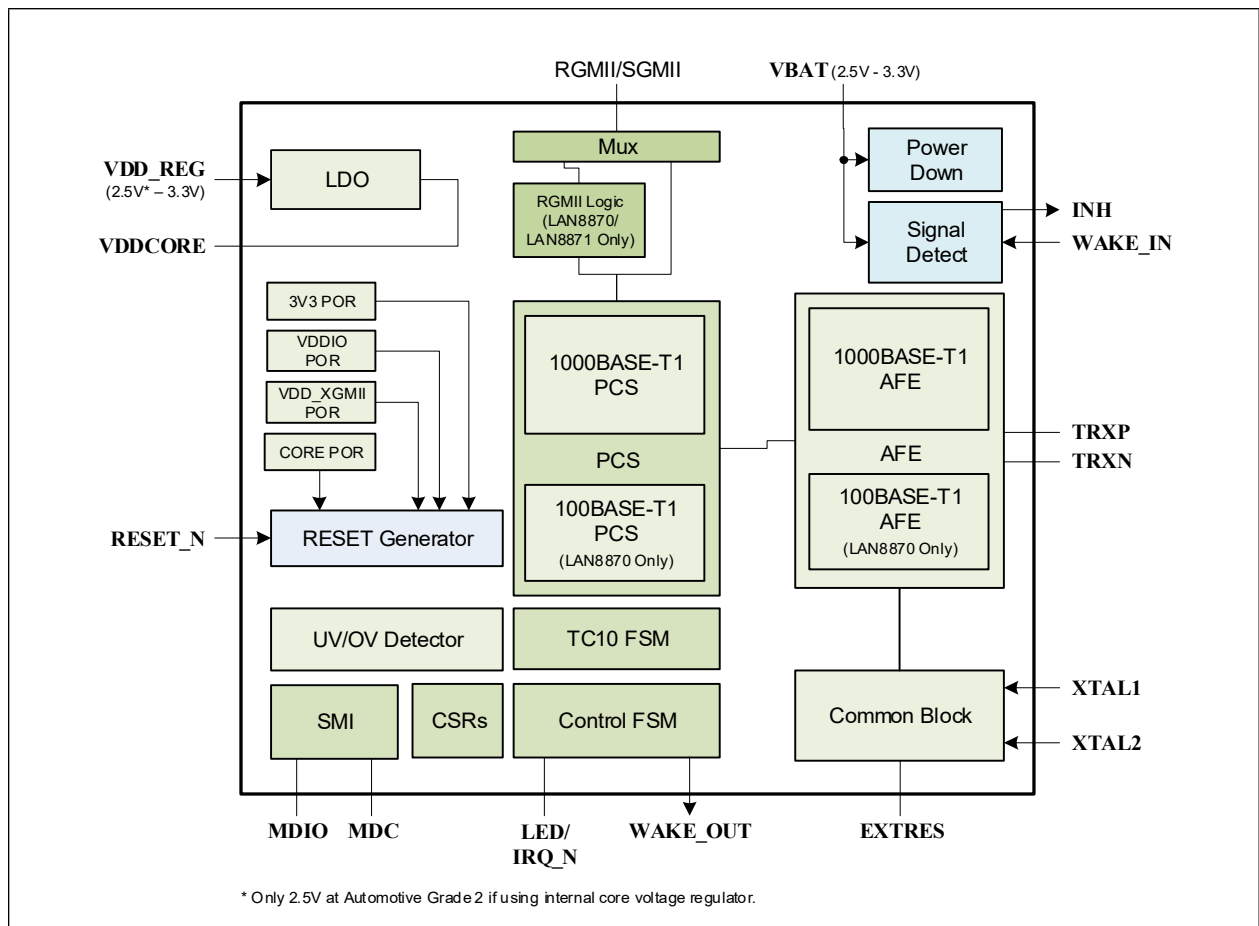 RGMII/SGMII
VBAT (2.5V - 3.3V)
Mux
Power
Down
VDD_REG
(2.5V* – 3.3V)
LDO
RGMII Logic
(LAN8870/
LAN8871 Only)
INH
Signal
Detect
WAKE_IN
VDDCORE
3V3 POR
VDDIO
POR
VDD_XGMII
POR
CORE POR
1000BASE-T1
PCS
PCS
100BASE-T1
PCS
(LAN8870 Only)
1000BASE-T1
AFE
AFE
100BASE-T1
AFE
(LAN8870 Only)
TRXP
TRXN
RESET_N
RESET Generator
UV/OV Detector
TC10 FSM
SMI
CSRs
Control FSM
Common Block
XTAL1
XTAL2
MDIO
MDC
LED/
IRQ_N
WAKE_OUT
EXTRES
* Only 2.5V at Automotive Grade 2 if using internal core voltage regulator.